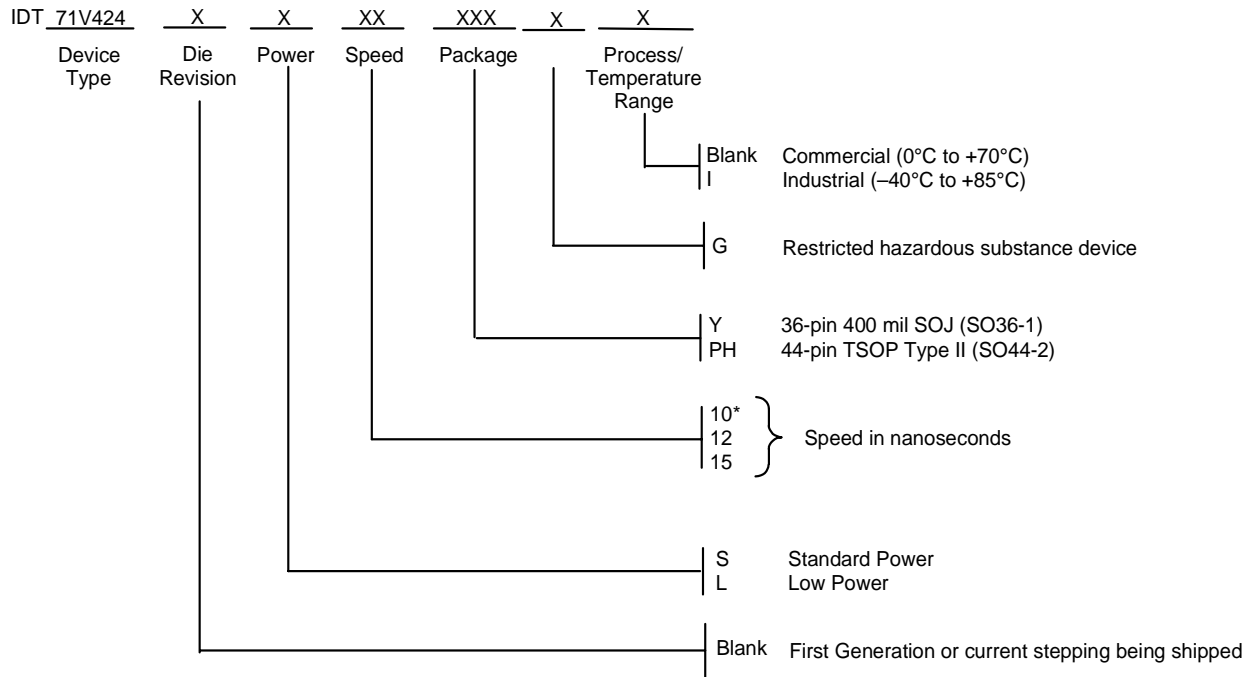 IDT 71V424 X X XX XXX X X
Device Type
Die Revision
Power
Speed
Package
Process/ Temperature Range
Blank Commercial (0°C to +70°C)
I Industrial (–40°C to +85°C)
G Restricted hazardous substance device
Y 36-pin 400 mil SOJ (SO36-1)
PH 44-pin TSOP Type II (SO44-2)
10*
12
15
Speed in nanoseconds
S Standard Power
L Low Power
Blank First Generation or current stepping being shipped